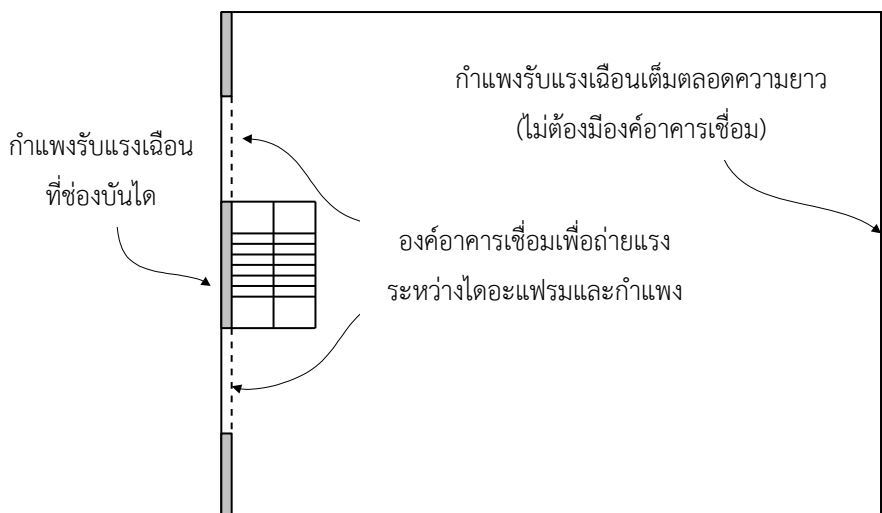 กำแพงรับแรงเฉือนเต็มตลอดความยาว
(ไม่ต้องมีองค์อาคารเชื่อม)
กำแพงรับแรงเฉือน
ที่ช่องบันได
องค์อาคารเชื่อมเพื่อถ่ายแรง
ระหว่างไดอะแฟรมและกำแพง